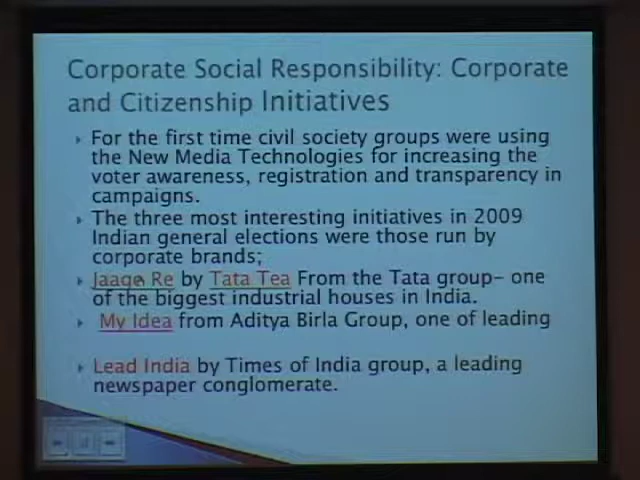 Corporate Social Responsibility: Corporate
and Citizenship Initiatives
For the first time civil society groups were using
the New Media Technologies for increasing the
voter awareness, registration and transparency in
campaigns.
The three most interesting initiatives in 2009
Indian general elections were those run by
corporate brands;
Jaago Re by Tata Tea From the Tata group- one
of the biggest industrial houses in India.
My Idea from Aditya Birla Group, one of leading
Lead India by Times of India group, a leading
newspaper conglomerate.